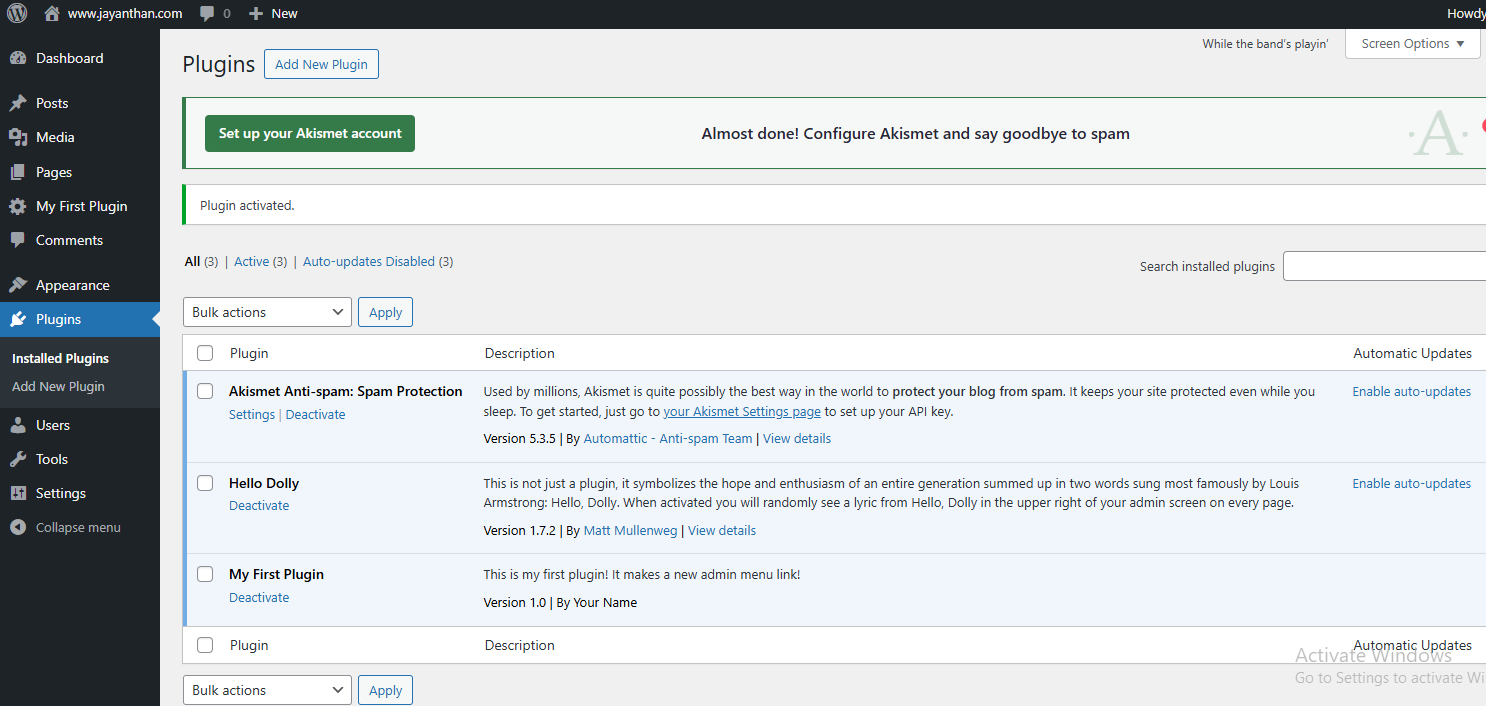 www.jayanthan.com 0 New Howdy
While the band's playin' Screen Options ▼
Dashboard
Posts
Media
Pages
My First Plugin
Comments
Appearance
Plugins
Installed Plugins
Add New Plugin
Users
Tools
Settings
Collapse menu
Plugins Add New Plugin
Set up your Akismet account Almost done! Configure Akismet and say goodbye to spam ·A·
Plugin activated.
All (3) | Active (3) | Auto-updates Disabled (3)
Search installed plugins
Bulk actions Apply
Plugin Description Automatic Updates
Akismet Anti-spam: Spam Protection
Settings | Deactivate
Used by millions, Akismet is quite possibly the best way in the world to protect your blog from spam. It keeps your site protected even while you
sleep. To get started, just go to your Akismet Settings page to set up your API key.
Version 5.3.5 | By Automattic - Anti-spam Team | View details
Enable auto-updates
Hello Dolly
Deactivate
This is not just a plugin, it symbolizes the hope and enthusiasm of an entire generation summed up in two words sung most famously by Louis
Armstrong: Hello, Dolly. When activated you will randomly see a lyric from Hello, Dolly in the upper right of your admin screen on every page.
Version 1.7.2 | By Matt Mullenweg | View details
Enable auto-updates
My First Plugin
Deactivate
This is my first plugin! It makes a new admin menu link!
Version 1.0 | By Your Name
Plugin Description Automatic Updates
Bulk actions Apply
Activate Windows
Go to Settings to activate Wi